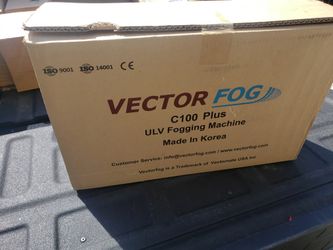 ISO 9001 ISO 14001 CE
VECTOR FOG
C100 Plus
ULV Fogging Machine
Made In Korea
Customer Service: info@vectorfog.com / www.vectorfog.com
Vectorfog is a Trademark of Vectornate USA Inc